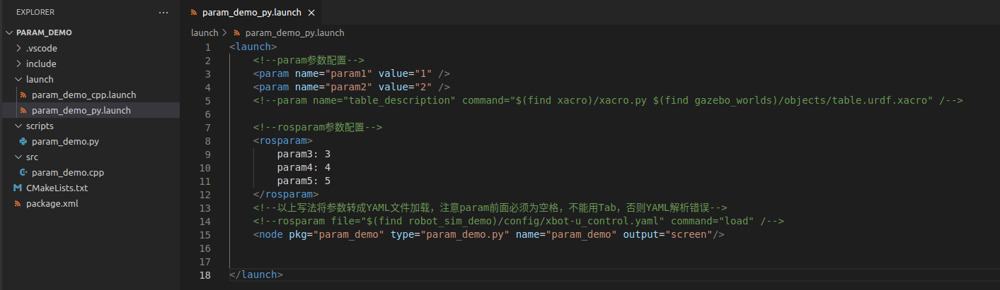 EXPLORER
...
PARAM_DEMO
.vscode
include
launch
param_demo_cpp.launch
param_demo_py.launch
scripts
param_demo.py
src
param_demo.cpp
CMakeLists.txt
package.xml
param_demo_py.launch
launch > param_demo_py.launch
1 <launch>
2 <!--param参数配置-->
3 <param name="param1" value="1" />
4 <param name="param2" value="2" />
5 <!--param name="table_description" command="$(find xacro)/xacro.py $(find gazebo_worlds)/objects/table.urdf.xacro" /-->
6
7 <!--rosparam参数配置-->
8 <rosparam>
9 param3: 3
10 param4: 4
11 param5: 5
12 </rosparam>
13 <!--以上写法将参数转成YAML文件加载，注意param前面必须为空格，不能用Tab，否则YAML解析错误-->
14 <!--rosparam file="$(find robot_sim_demo)/config/xbot-u_control.yaml" command="load" /-->
15 <node pkg="param_demo" type="param_demo.py" name="param_demo" output="screen"/>
16
17
18 </launch>